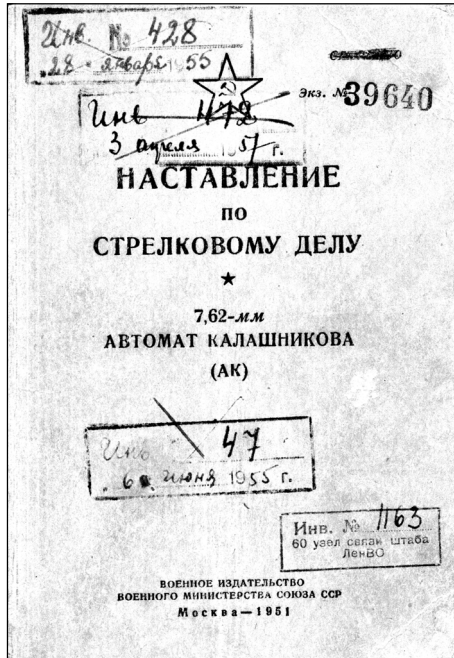 Инв. № 428
28 января 1955
Экз. № 39640
Инв 472
3 апреля 1957 г.
НАСТАВЛЕНИЕ
ПО
СТРЕЛКОВОМУ ДЕЛУ
7,62-мм
АВТОМАТ КАЛАШНИКОВА
(АК)
Инв 47
6 июня 1955 г.
Инв. № 1163
60 узел связи штаба
ЛенВО
ВОЕННОЕ ИЗДАТЕЛЬСТВО
ВОЕННОГО МИНИСТЕРСТВА СОЮЗА ССР
Москва—1951